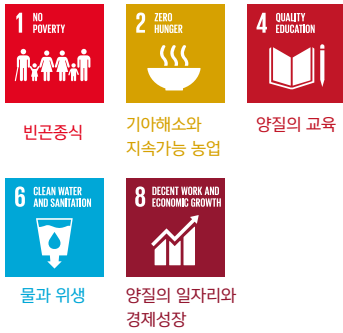 1 NO POVERTY
2 ZERO HUNGER
4 QUALITY EDUCATION
빈곤종식
기아해소와
지속가능 농업
양질의 교육
6 CLEAN WATER AND SANITATION
8 DECENT WORK AND ECONOMIC GROWTH
물과 위생
양질의 일자리와
경제성장